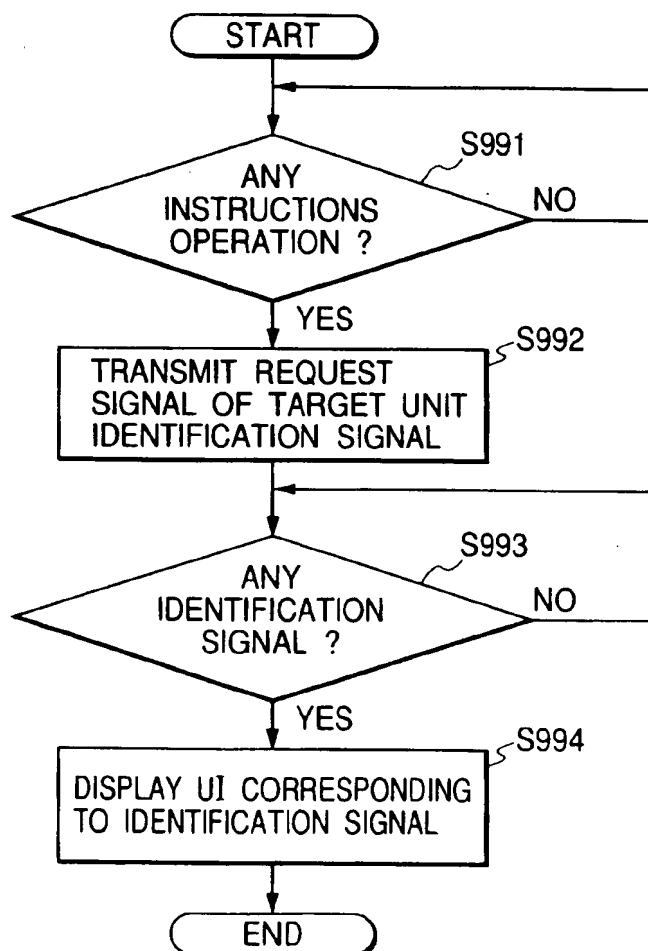 START
S991
ANY
INSTRUCTIONS
OPERATION ?
NO
YES
S992
TRANSMIT REQUEST
SIGNAL OF TARGET UNIT
IDENTIFICATION SIGNAL
S993
ANY
IDENTIFICATION
SIGNAL ?
NO
YES
S994
DISPLAY UI CORRESPONDING
TO IDENTIFICATION SIGNAL
END